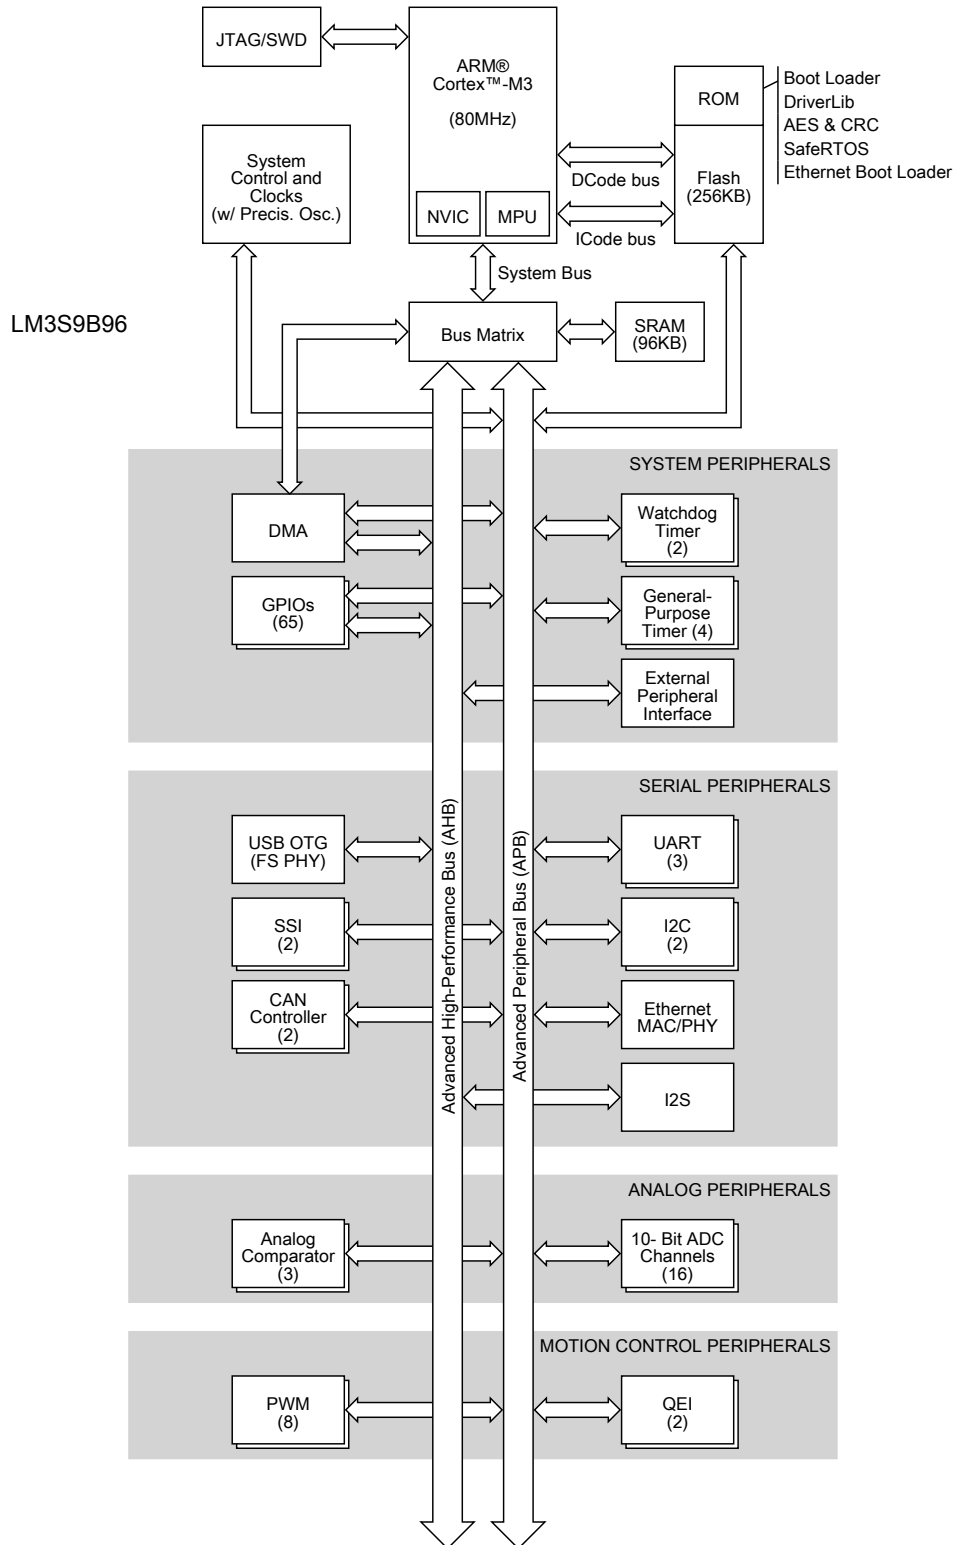 JTAG/SWD
ARM®
Cortex™-M3
(80MHz)
NVIC
MPU
ROM
Flash
(256KB)
Boot Loader
DriverLib
AES & CRC
SafeRTOS
Ethernet Boot Loader
System
Control and
Clocks
(w/ Precis. Osc.)
DCode bus
ICode bus
System Bus
LM3S9B96
Bus Matrix
SRAM
(96KB)
SYSTEM PERIPHERALS
DMA
Watchdog
Timer
(2)
GPIOs
(65)
General-
Purpose
Timer (4)
External
Peripheral
Interface
Advanced High-Performance Bus (AHB)
Advanced Peripheral Bus (APB)
SERIAL PERIPHERALS
USB OTG
(FS PHY)
UART
(3)
SSI
(2)
I2C
(2)
CAN
Controller
(2)
Ethernet
MAC/PHY
I2S
ANALOG PERIPHERALS
Analog
Comparator
(3)
10- Bit ADC
Channels
(16)
MOTION CONTROL PERIPHERALS
PWM
(8)
QEI
(2)